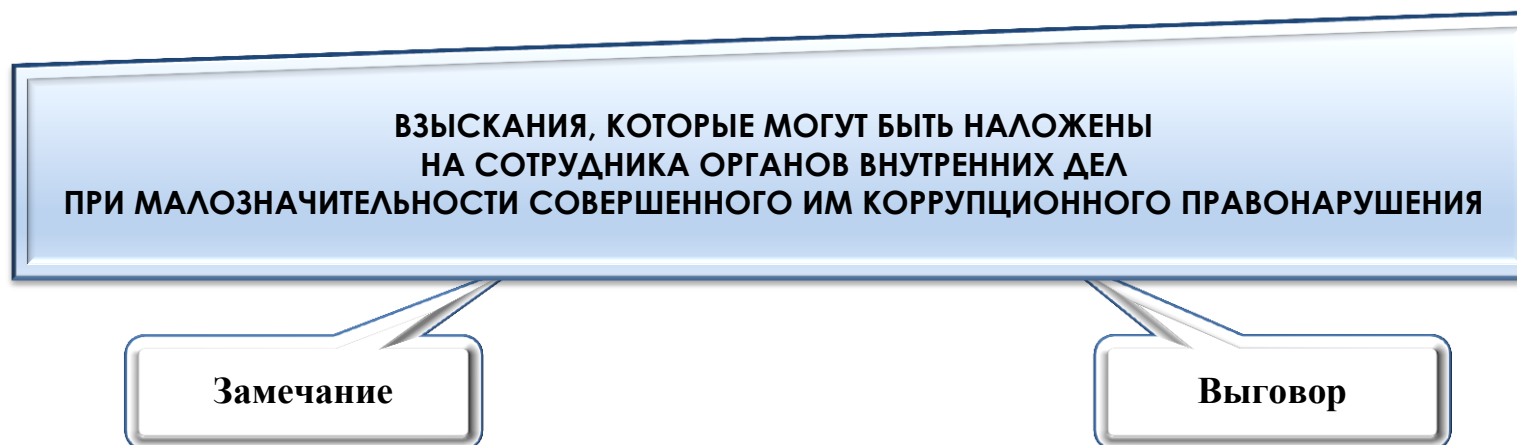 ВЗЫСКАНИЯ, КОТОРЫЕ МОГУТ БЫТЬ НАЛОЖЕНЫ
НА СОТРУДНИКА ОРГАНОВ ВНУТРЕННИХ ДЕЛ
ПРИ МАЛОЗНАЧИТЕЛЬНОСТИ СОВЕРШЕННОГО ИМ КОРРУПЦИОННОГО ПРАВОНАРУШЕНИЯ
Замечание
Выговор